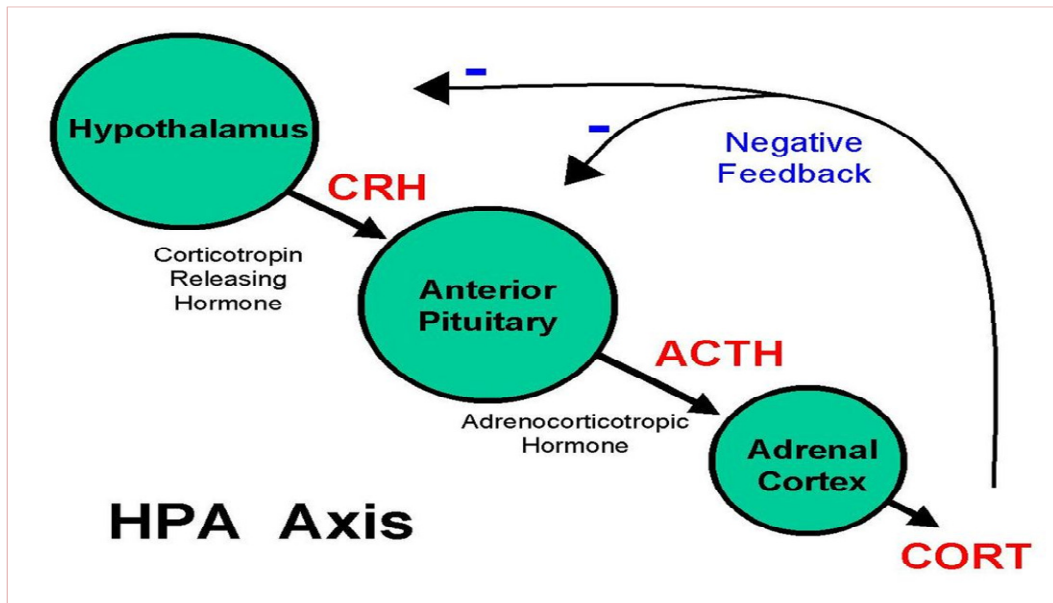 Hypothalamus
-
-
Negative
Feedback
CRH
Corticotropin
Releasing
Hormone
Anterior
Pituitary
ACTH
Adrenocorticotropic
Hormone
Adrenal
Cortex
HPA Axis
CORT